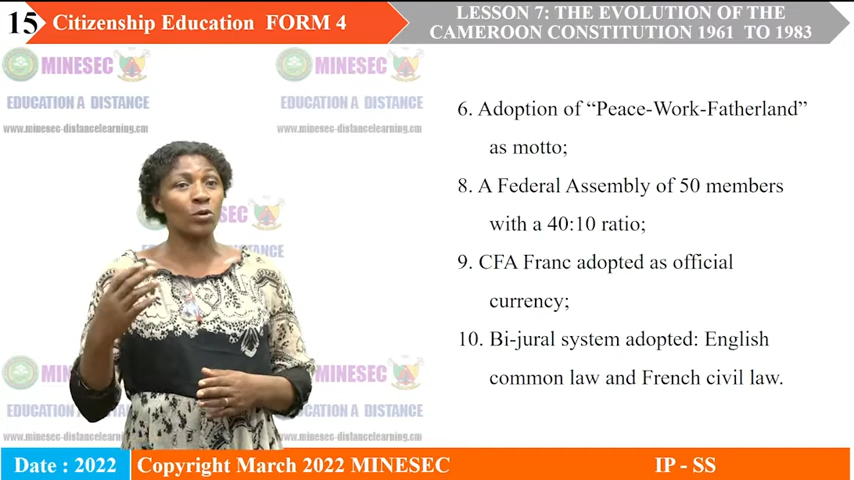 15
Citizenship Education FORM 4
LESSON 7: THE EVOLUTION OF THE
CAMEROON CONSTITUTION 1961 TO 1983
MINESEC
EDUCATION A DISTANCE
www.minesec-distancelearning.cm
MINESEC
EDUCATION A DISTANCE
www.minesec-distancelearning.cm
6. Adoption of “Peace-Work-Fatherland”
as motto;
8. A Federal Assembly of 50 members
with a 40:10 ratio;
9. CFA Franc adopted as official
currency;
10. Bi-jural system adopted: English
common law and French civil law.
MINESEC
EDUCATION A DISTANCE
www.minesec-distancelearning.cm
Date : 2022
Copyright March 2022 MINESEC
IP - SS